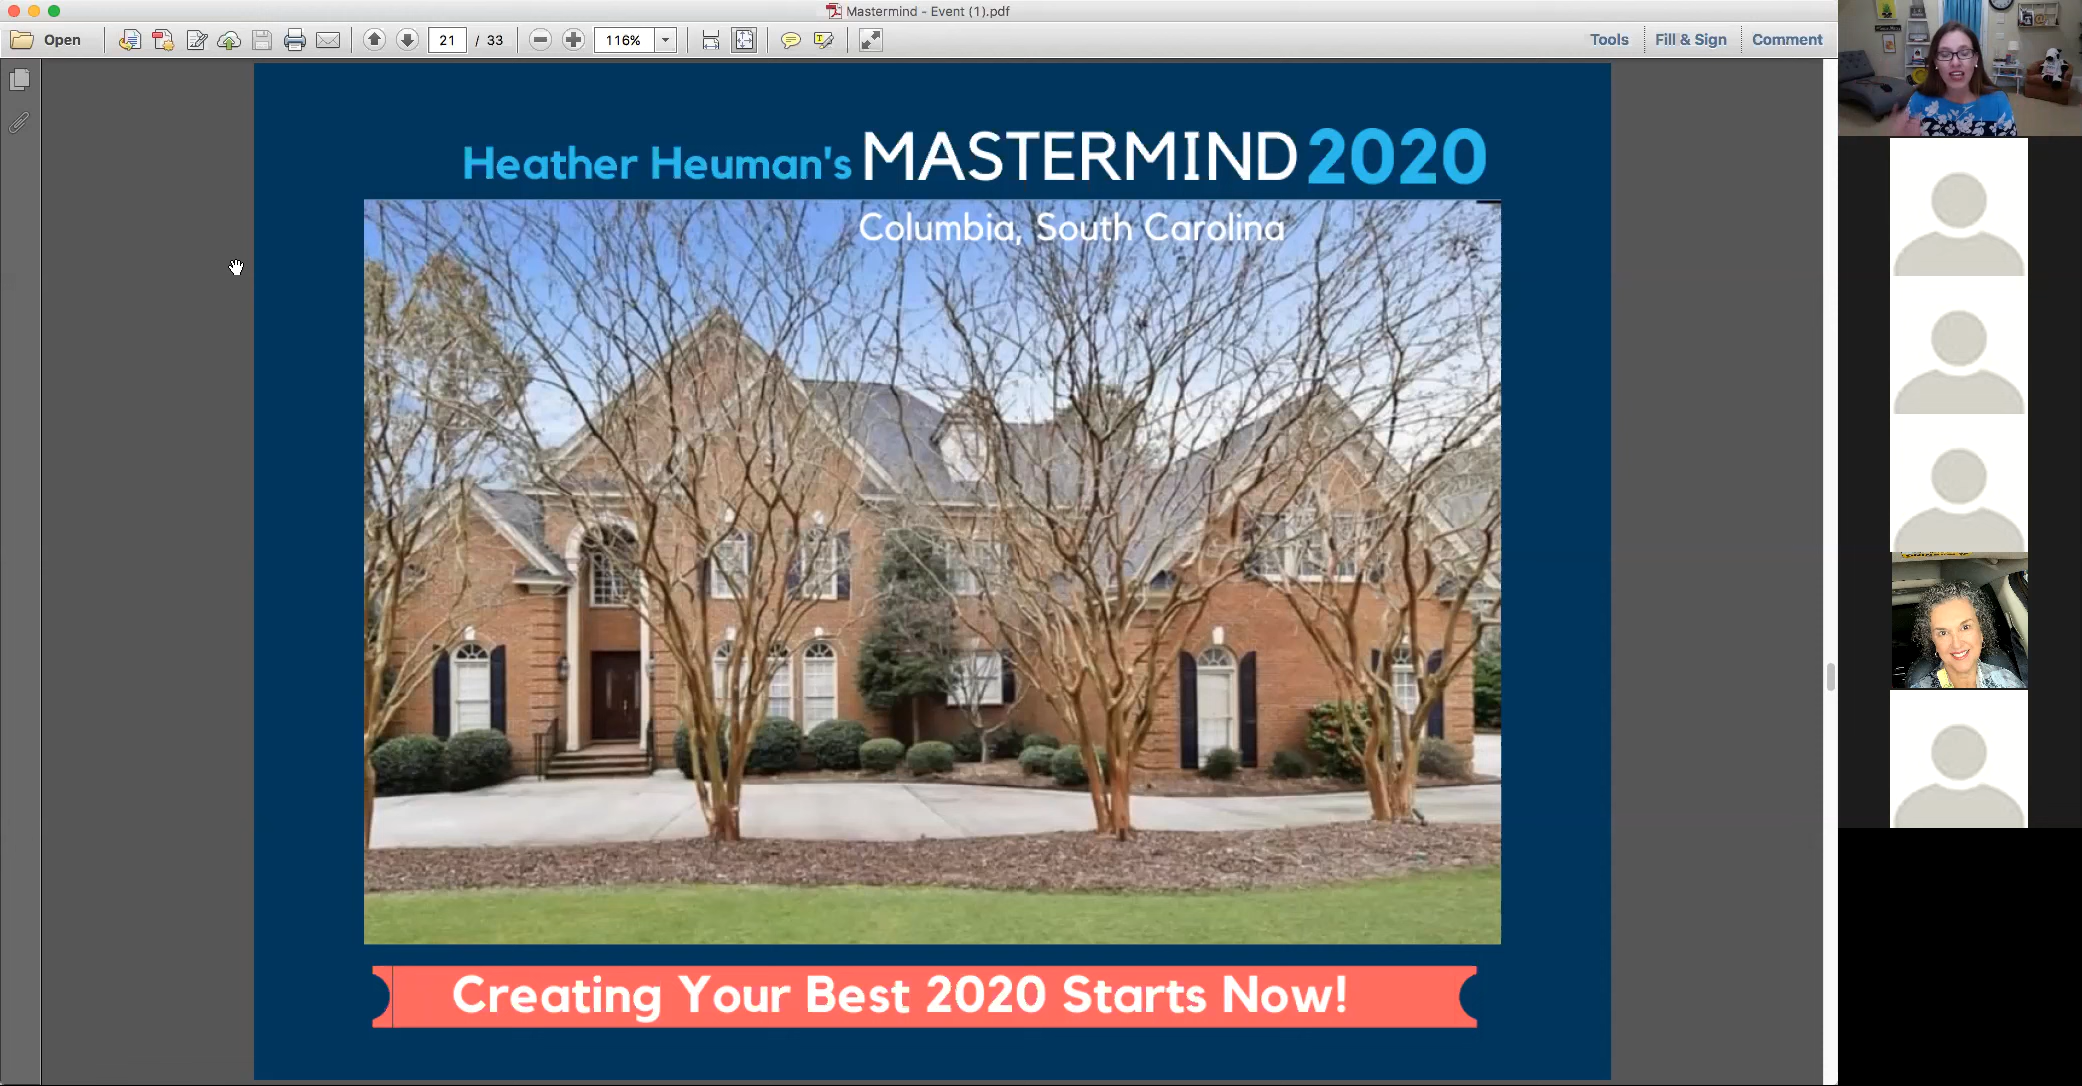 Mastermind - Event (1).pdf
Open
21 / 33
116%
Tools
Fill & Sign
Comment
Heather Heuman's MASTERMIND 2020
Columbia, South Carolina
Creating Your Best 2020 Starts Now!